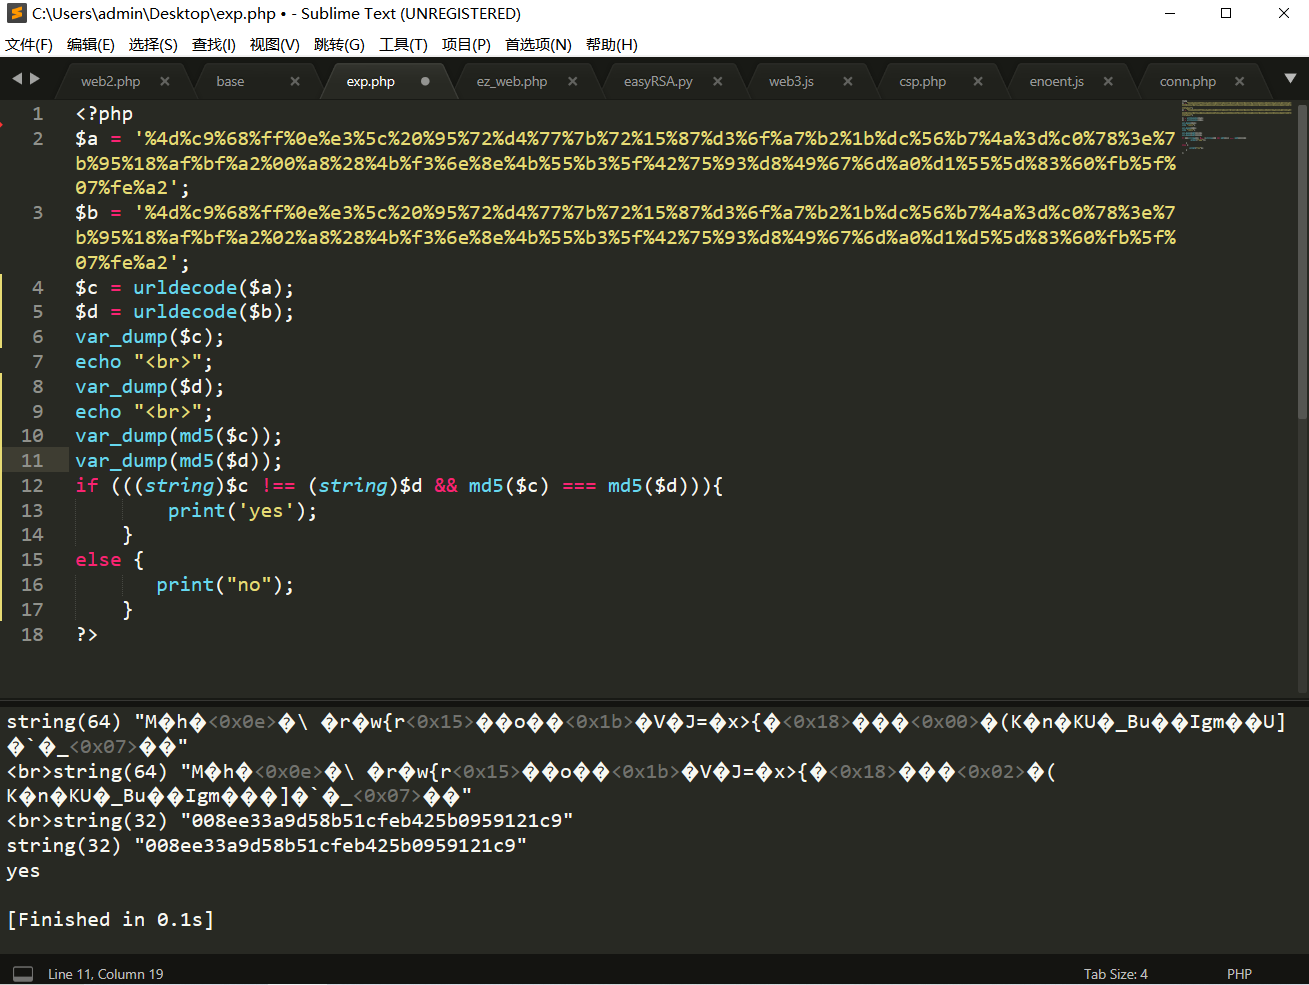 C:\Users\admin\Desktop\exp.php • - Sublime Text (UNREGISTERED)
文件(F) 编辑(E) 选择(S) 查找(I) 视图(V) 跳转(G) 工具(T) 项目(P) 首选项(N) 帮助(H)
web2.php base exp.php ez_web.php easyRSA.py web3.js csp.php enoent.js conn.php
1 <?php
2 $a = '%4d%c9%68%ff%0e%e3%5c%20%95%72%d4%77%7b%72%15%87%d3%6f%a7%b2%1b%dc%56%b7%4a%3d%c0%78%3e%7
b%95%18%af%bf%a2%00%a8%28%4b%f3%6e%8e%4b%55%b3%5f%42%75%93%d8%49%67%6d%a0%d1%55%5d%83%60%fb%5f%
07%fe%a2';
3 $b = '%4d%c9%68%ff%0e%e3%5c%20%95%72%d4%77%7b%72%15%87%d3%6f%a7%b2%1b%dc%56%b7%4a%3d%c0%78%3e%7
b%95%18%af%bf%a2%02%a8%28%4b%f3%6e%8e%4b%55%b3%5f%42%75%93%d8%49%67%6d%a0%d1%d5%5d%83%60%fb%5f%
07%fe%a2';
4 $c = urldecode($a);
5 $d = urldecode($b);
6 var_dump($c);
7 echo "<br>";
8 var_dump($d);
9 echo "<br>";
10 var_dump(md5($c));
11 var_dump(md5($d));
12 if (((string)$c !== (string)$d && md5($c) === md5($d))){
13 print('yes');
14 }
15 else {
16 print("no");
17 }
18 ?>
string(64) "M�h�<0x0e>�\ �r�w{r<0x15>��o��<0x1b>�V�J=�x>{�<0x18>���<0x00>�(K�n�KU�_Bu��Igm��U]
�`�_<0x07>��"
<br>string(64) "M�h�<0x0e>�\ �r�w{r<0x15>��o��<0x1b>�V�J=�x>{�<0x18>���<0x02>�(
K�n�KU�_Bu��Igm���]�`�_<0x07>��"
<br>string(32) "008ee33a9d58b51cfeb425b0959121c9"
string(32) "008ee33a9d58b51cfeb425b0959121c9"
yes
[Finished in 0.1s]
Line 11, Column 19 Tab Size: 4 PHP